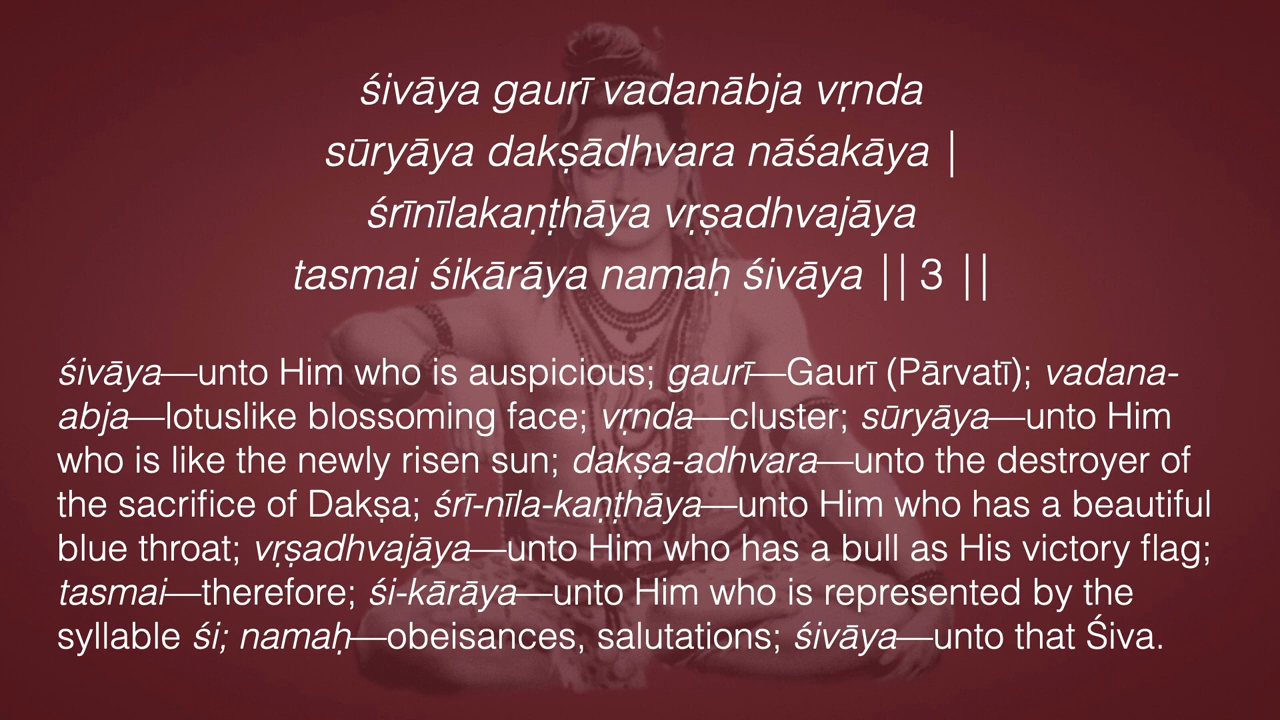 śivāya gaurī vadanābja vṛnda
sūryāya dakṣādhvara nāśakāya |
śrīnīlakaṇṭhāya vṛṣadhvajāya
tasmai śikārāya namaḥ śivāya || 3 ||
śivāya—unto Him who is auspicious; gaurī—Gaurī (Pārvatī); vadana-
abja—lotuslike blossoming face; vṛnda—cluster; sūryāya—unto Him
who is like the newly risen sun; dakṣa-adhvara—unto the destroyer of
the sacrifice of Dakṣa; śrī-nīla-kaṇṭhāya—unto Him who has a beautiful
blue throat; vṛṣadhvajāya—unto Him who has a bull as His victory flag;
tasmai—therefore; śi-kārāya—unto Him who is represented by the
syllable śi; namaḥ—obeisances, salutations; śivāya—unto that Śiva.